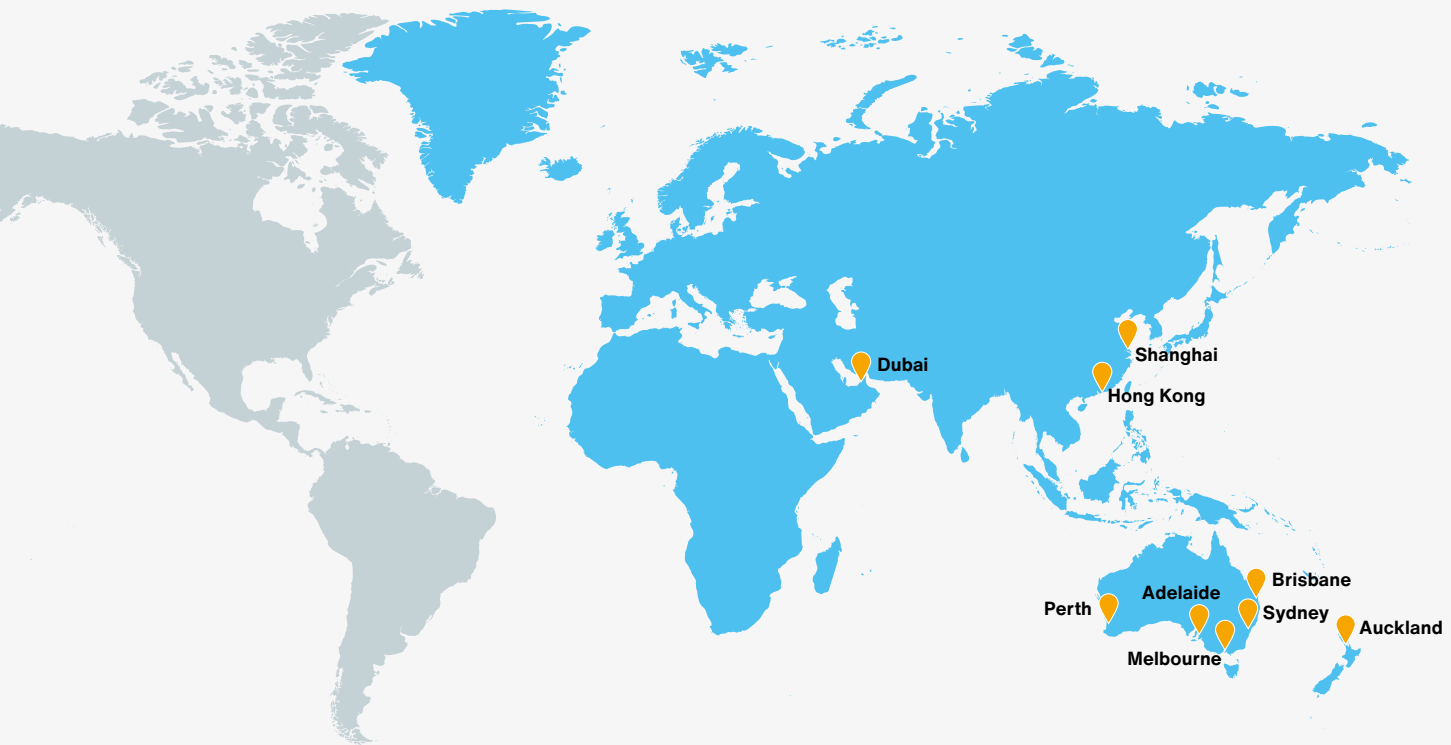 Shanghai
Dubai
Hong Kong
Brisbane
Adelaide
Perth
Sydney
Auckland
Melbourne